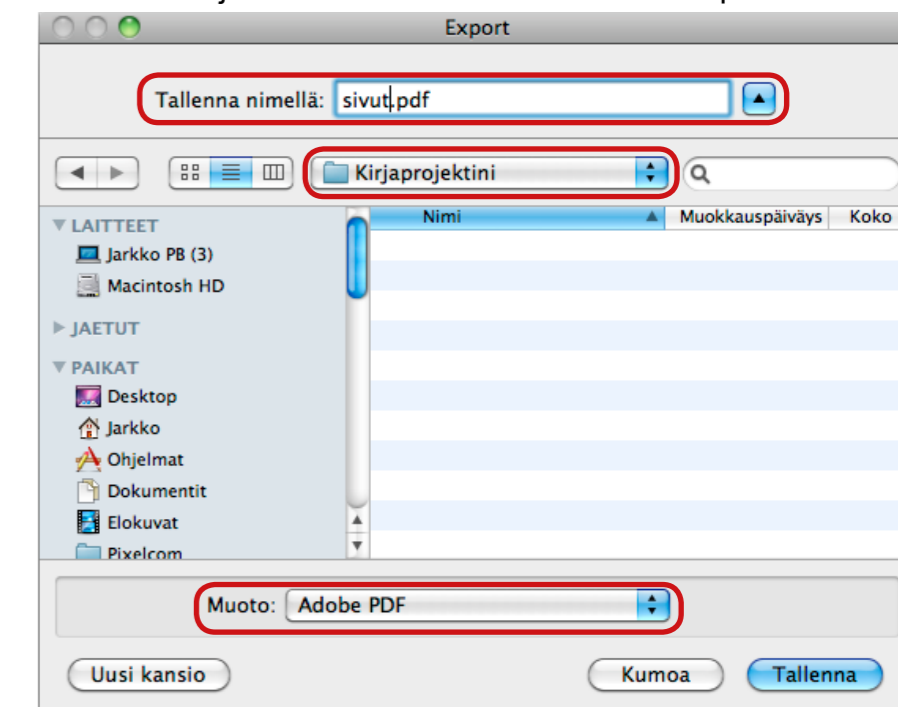 Export
Tallenna nimellä: sivut.pdf
Kirjaprojektini
Nimi Muokkauspäiväys Koko
LAITTEET
Jarkko PB (3)
Macintosh HD
JAETUT
PAIKAT
Desktop
Jarkko
Ohjelmat
Dokumentit
Elokuvat
Pixelcom
Muoto: Adobe PDF
Uusi kansio Kumoa Tallenna